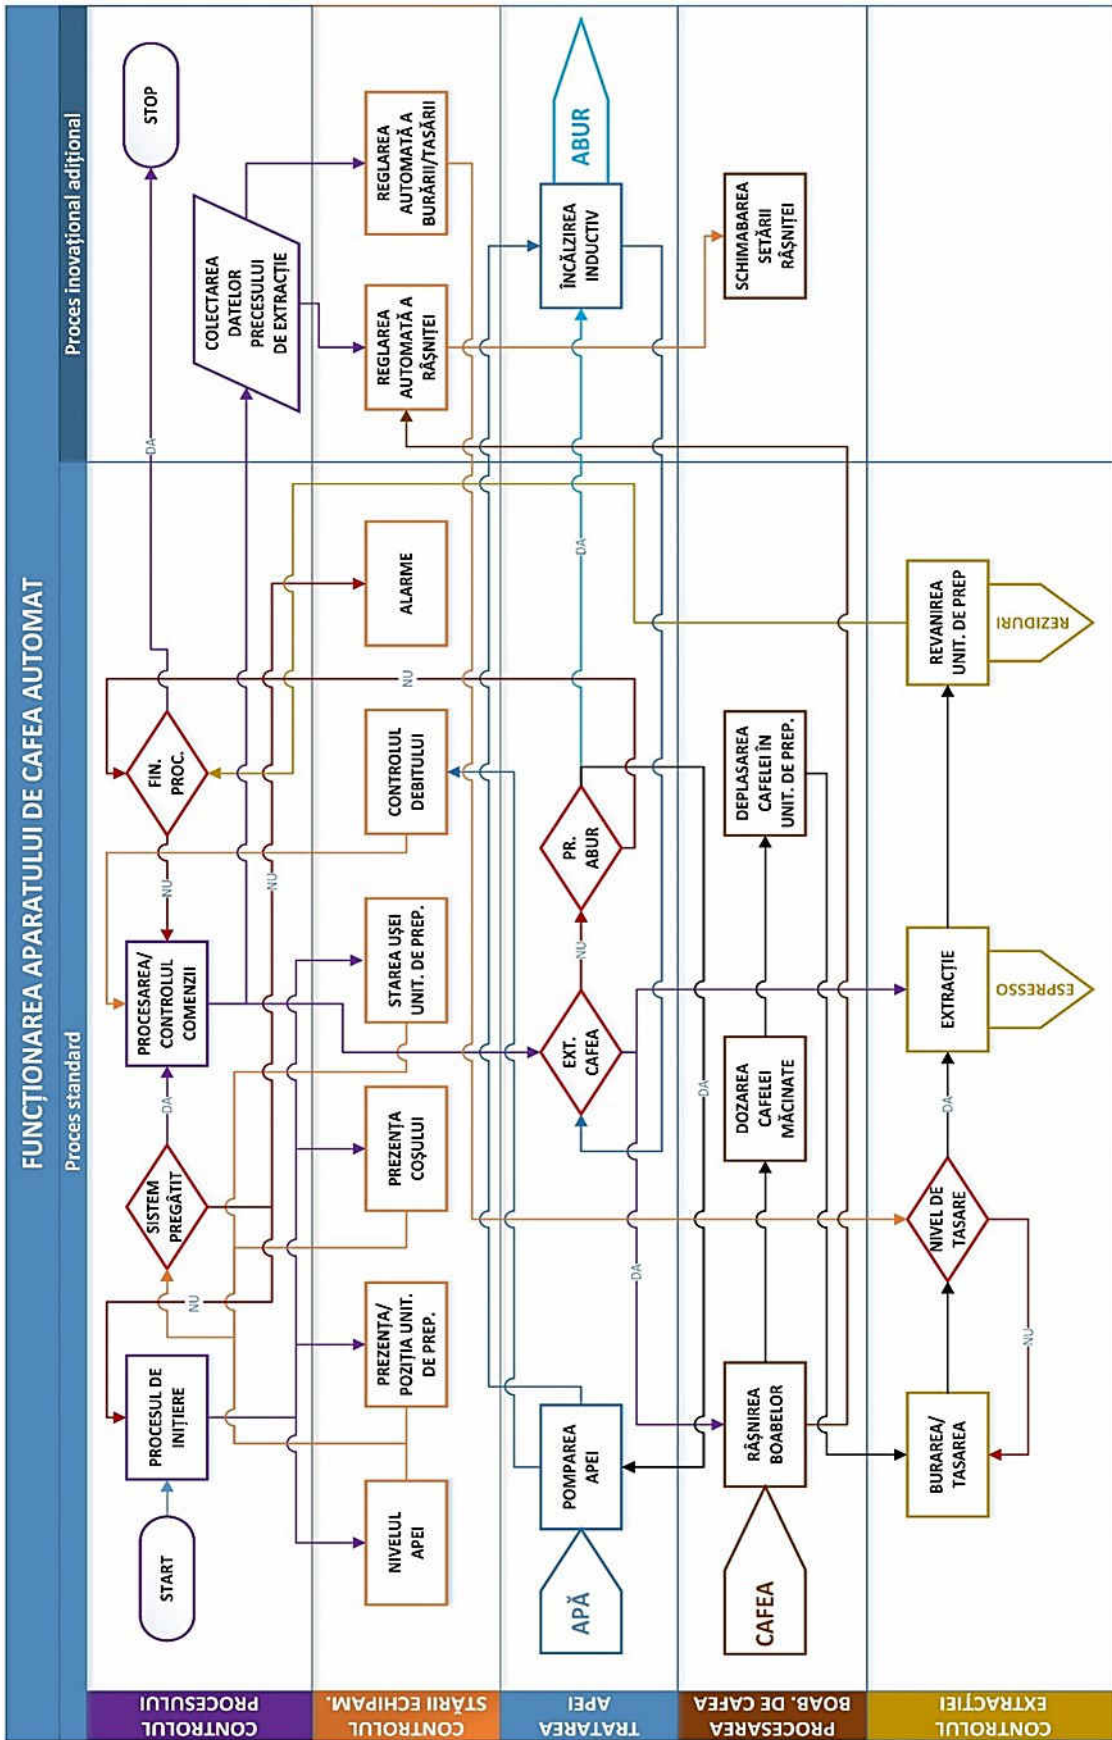 FUNCȚIONAREA APARATULUI DE CAFEA AUTOMAT
Proces standard
Proces inovațional adițional
CONTROLUL
PROCESULUI
START
PROCESUL DE
INIȚIERE
NU
SISTEM
PREGĂTIT
DA
PROCESAREA/
CONTROLUL
COMENZII
NU
NU
FIN.
PROC.
DA
COLECTAREA
DATELOR
PRECESULUI
DE EXTRACȚIE
STOP
CONTROLUL
STĂRII ECHIPAM.
NIVELUL
APEI
PREZENȚA/
POZIȚIA UNIT.
DE PREP.
PREZENȚA
COȘULUI
STAREA UȘEI
UNIT. DE PREP.
CONTROLUL
DEBITULUI
NU
ALARME
REGLAREA
AUTOMATĂ A
RÂȘNIȚEI
REGLAREA
AUTOMATĂ A
BURĂRII/TASĂRII
TRATAREA
APEI
APĂ
POMPAREA
APEI
EXT.
CAFEA
NU
PR.
ABUR
DA
ÎNCĂLZIRE
INDUCTIV
ABUR
DA
PROCESAREA
BOAB. DE CAFEA
CAFEA
RÂȘNIREA
BOABELOR
DA
DOZAREA
CAFELEI
MĂCINATE
DEPLASAREA
CAFELEI ÎN
UNIT. DE PREP.
SCHIMABAREA
SETĂRII
RÂȘNIȚEI
CONTROLUL
EXTRACȚIEI
BURAREA/
TASAREA
NU
NIVEL DE
TASARE
DA
EXTRACȚIE
ESPRESSO
REVANIREA
UNIT. DE PREP
REZIDURI